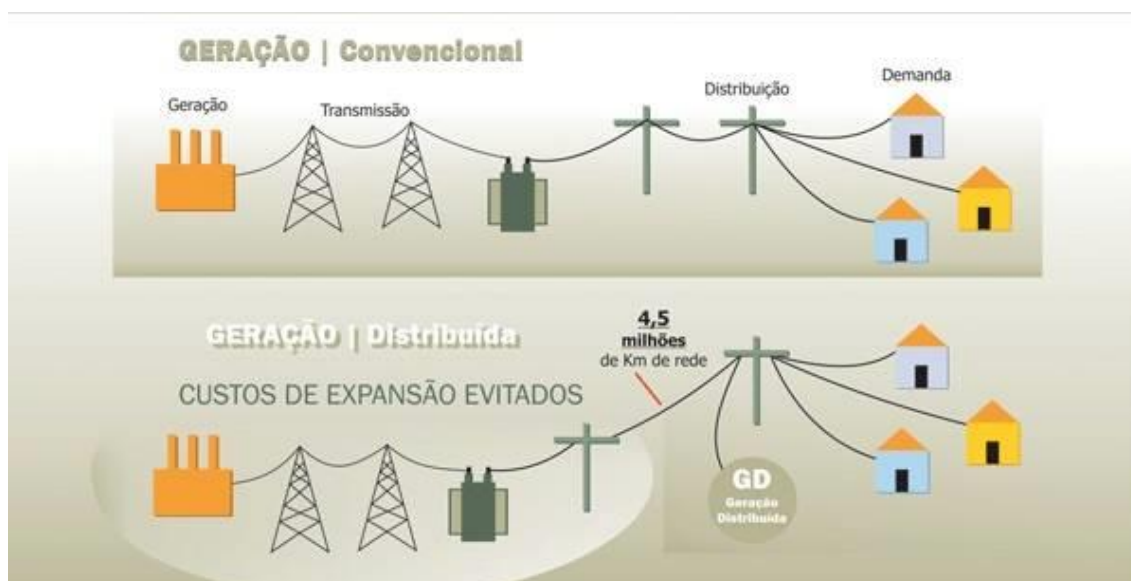 GERAÇÃO | Convencional
Geração
Transmissão
Distribuição
Demanda
GERAÇÃO | Distribuída
CUSTOS DE EXPANSÃO EVITADOS
4,5
milhões
de Km de rede
GD
Geração
Distribuída